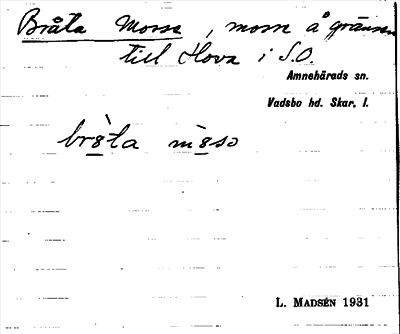 Bråta Mosse, mosse å gränsen
till Hova i S.O.
Amnehärads sn.
Vadsbo hd. Skar. l.
L. MADSÉN 1931